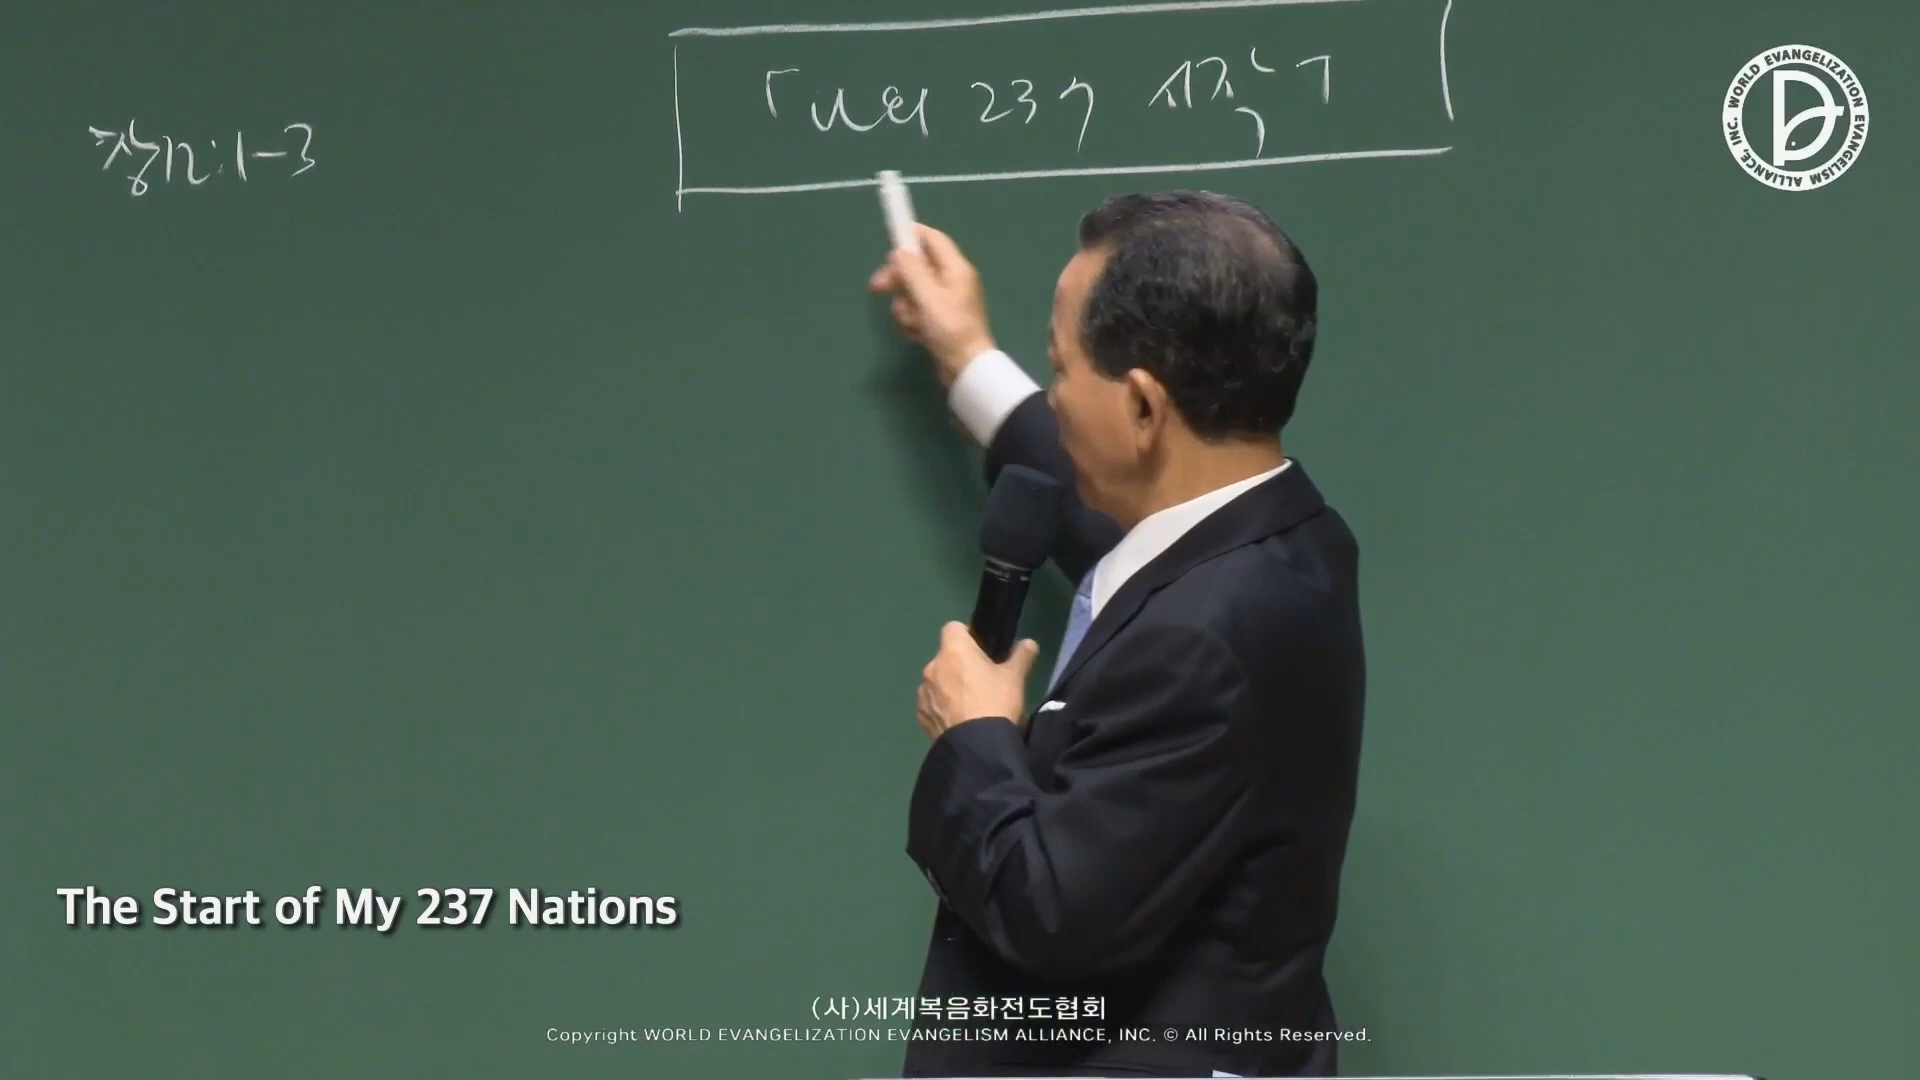 「나의 237 시작」
창12:1-3
WORLD EVANGELIZATION EVANGELISM ALLIANCE, INC.
The Start of My 237 Nations
(사)세계복음화전도협회
Copyright WORLD EVANGELIZATION EVANGELISM ALLIANCE, INC. © All Rights Reserved.